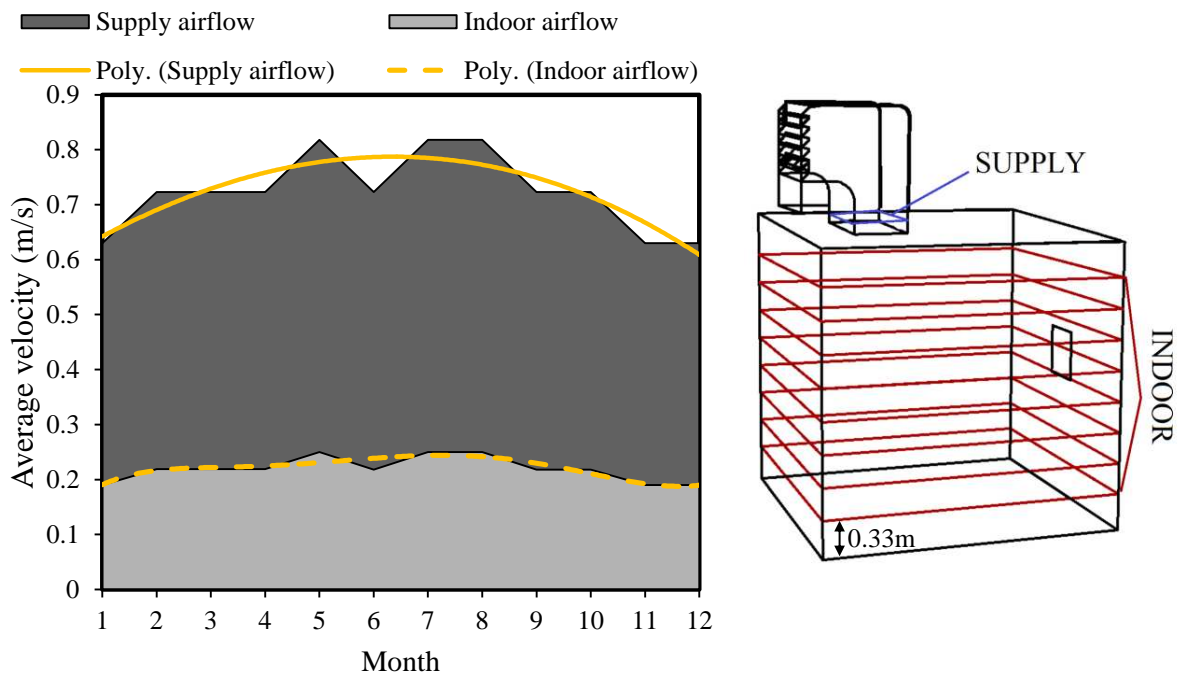 Supply airflow
Indoor airflow
Poly. (Supply airflow)
Poly. (Indoor airflow)
0.9
0.8
0.7
0.6
0.5
0.4
0.3
0.2
0.1
0
Average velocity (m/s)
1 2 3 4 5 6 7 8 9 10 11 12
Month
SUPPLY
INDOOR
0.33m